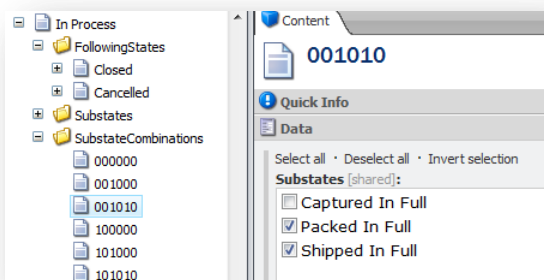 In Process
FollowingStates
Closed
Cancelled
Substates
SubstateCombinations
000000
001000
001010
100000
101000
101010
Content
001010
Quick Info
Data
Select all · Deselect all · Invert selection
Substates [shared]:
Captured In Full
Packed In Full
Shipped In Full